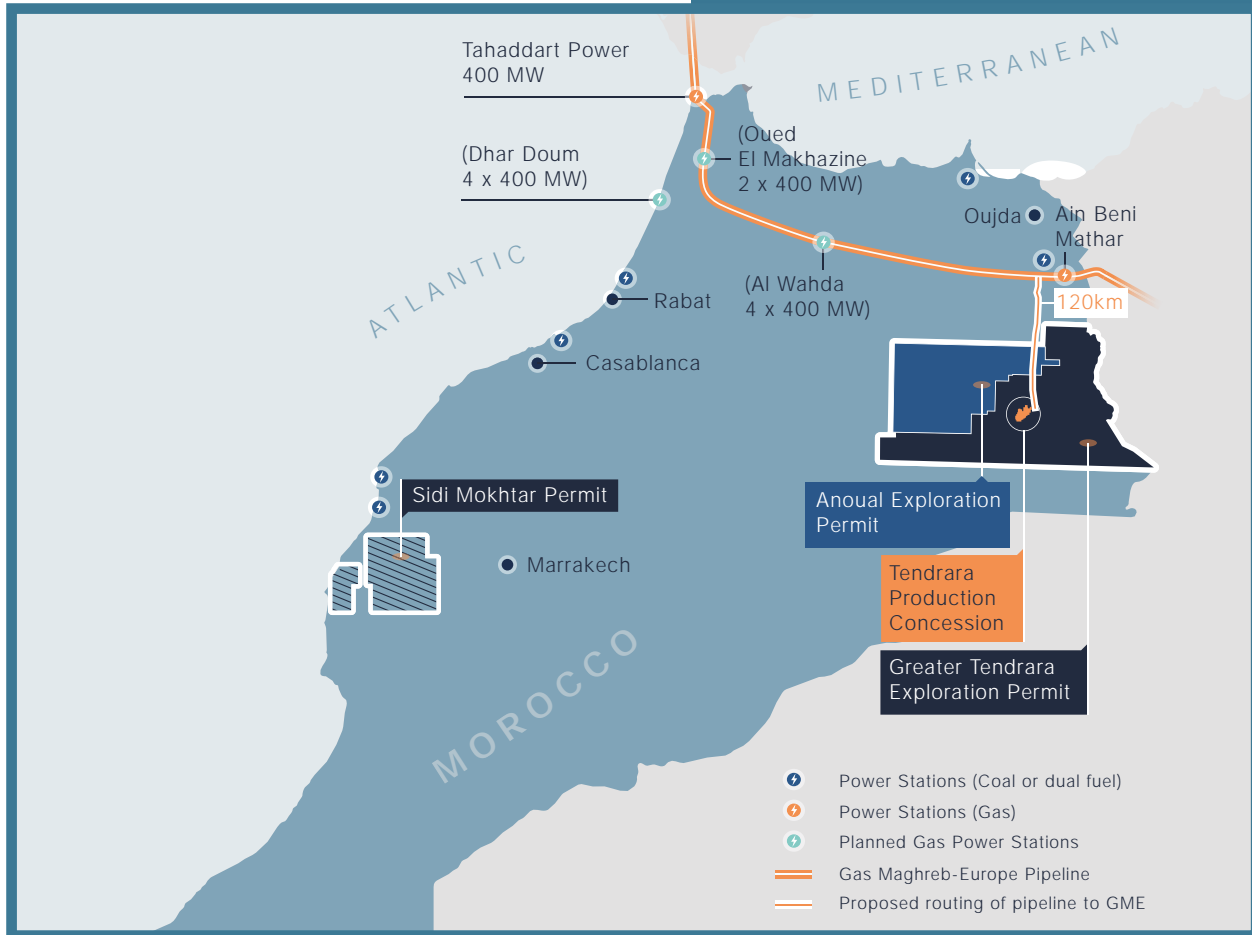 Tahaddart Power
400 MW
MEDITERRANEAN
(Dhar Doum
4 x 400 MW)
(Oued
El Makhazine
2 x 400 MW)
Oujda
Ain Beni
Mathar
ATLANTIC
(Al Wahda
4 x 400 MW)
120km
Rabat
Casablanca
Sidi Mokhtar Permit
Anoual Exploration
Permit
Marrakech
Tendrara
Production
Concession
MOROCCO
Greater Tendrara
Exploration Permit
Power Stations (Coal or dual fuel)
Power Stations (Gas)
Planned Gas Power Stations
Gas Maghreb-Europe Pipeline
Proposed routing of pipeline to GME